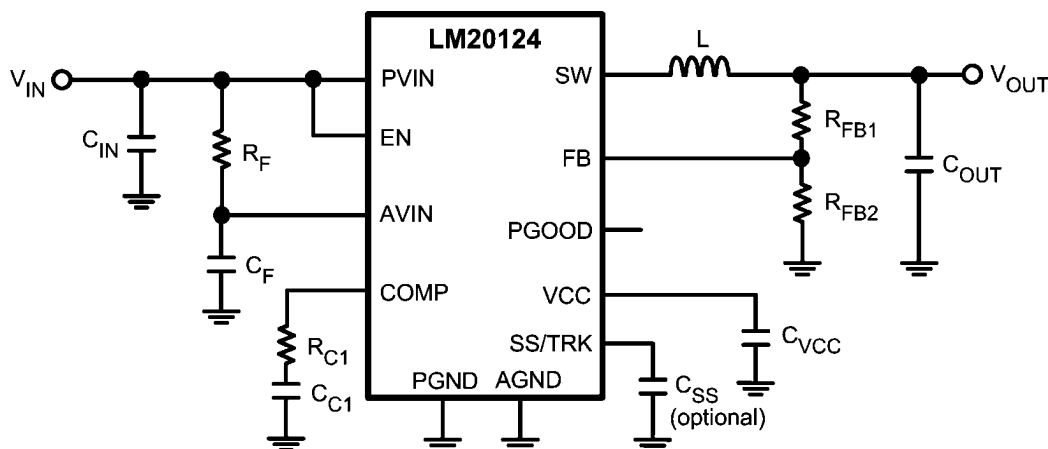 LM20124
V_IN
C_IN
R_F
C_F
R_C1
C_C1
PVIN
EN
AVIN
COMP
PGND
AGND
SW
FB
PGOOD
VCC
SS/TRK
L
R_FB1
R_FB2
C_OUT
V_OUT
C_VCC
C_SS
(optional)